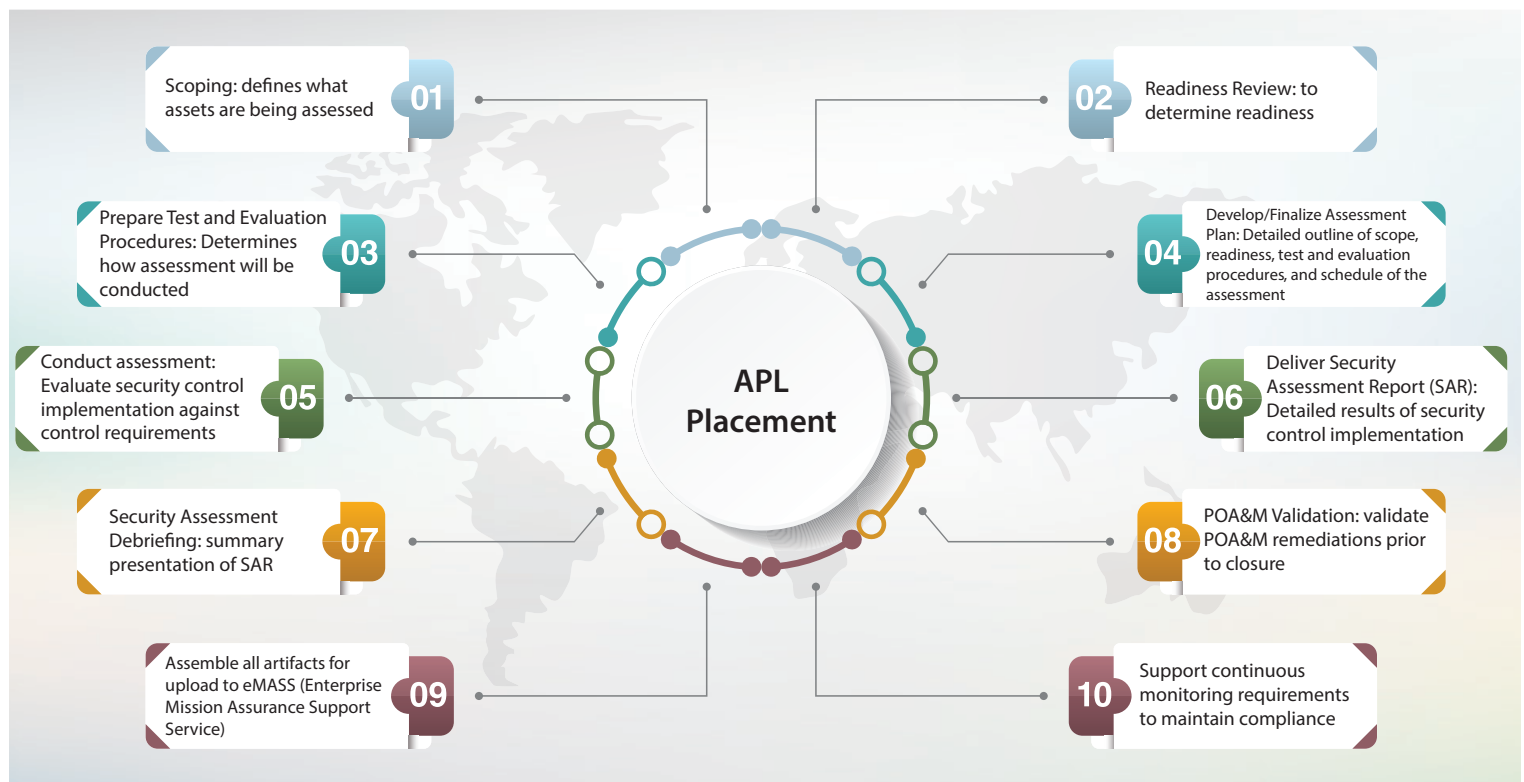 01
Scoping: defines what
assets are being assessed
02
Readiness Review: to
determine readiness
03
Prepare Test and Evaluation
Procedures: Determines
how assessment will be
conducted
04
Develop/Finalize Assessment
Plan: Detailed outline of scope,
readiness, test and evaluation
procedures, and schedule of the
assessment
APL
Placement
05
Conduct assessment:
Evaluate security control
implementation against
control requirements
06
Deliver Security
Assessment Report (SAR):
Detailed results of security
control implementation
07
Security Assessment
Debriefing: summary
presentation of SAR
08
POA&M Validation: validate
POA&M remediations prior
to closure
09
Assemble all artifacts for
upload to eMASS (Enterprise
Mission Assurance Support
Service)
10
Support continuous
monitoring requirements
to maintain compliance